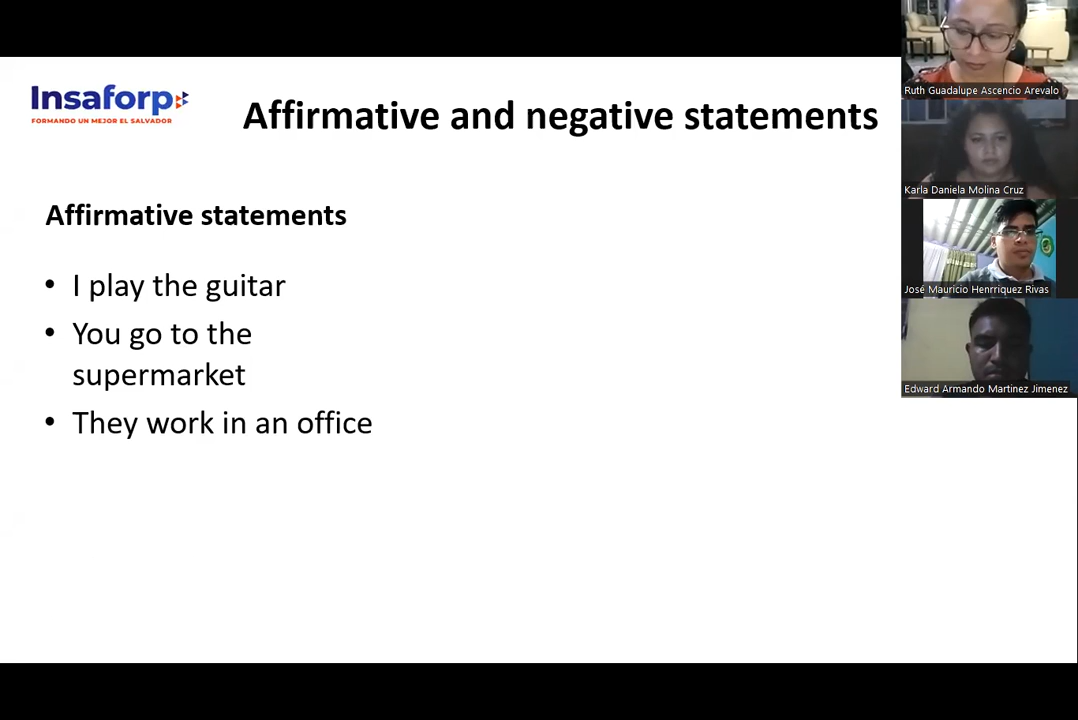 Insaforp
FORMANDO UN MEJOR EL SALVADOR
Affirmative and negative statements
Affirmative statements
• I play the guitar
• You go to the
supermarket
• They work in an office
Ruth Guadalupe Ascencio Arevalo
Karla Daniela Molina Cruz
José Mauricio Henrriquez Rivas
Edward Armando Martinez Jimenez